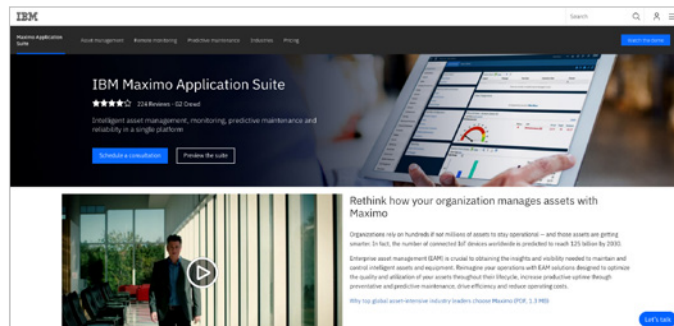 IBM
Search
Maximo Application
Suite
Asset management
Remote monitoring
Predictive maintenance
Industries
Pricing
Watch the demo
IBM Maximo Application Suite
224 Reviews - G2 Crowd
Intelligent asset management, monitoring, predictive maintenance and
reliability in a single platform
Schedule a consultation
Preview the suite
Rethink how your organization manages assets with
Maximo
Organizations rely on hundreds if not millions of assets to stay operational — and those assets are getting
smarter. In fact, the number of connected IoT devices worldwide is predicted to reach 125 billion by 2030.
Enterprise asset management (EAM) is crucial to obtaining the insights and visibility needed to maintain and
control intelligent assets and equipment. Reimagine your operations with EAM solutions designed to optimize
the quality and utilization of your assets throughout their lifecycle, increase productive uptime through
preventative and predictive maintenance, drive efficiency and reduce operating costs.
Why top global asset-intensive industry leaders choose Maximo (PDF, 1.3 MB)
Let's talk